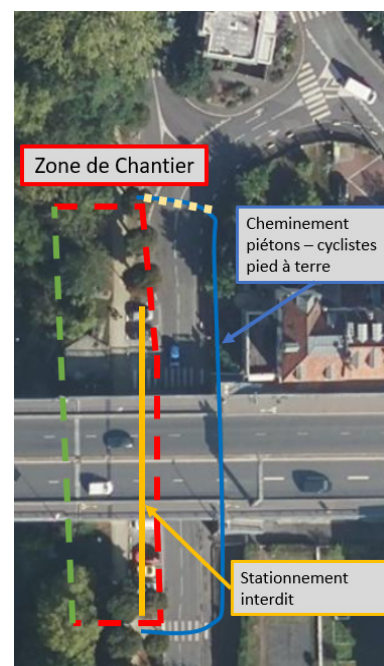 Zone de Chantier
Cheminement
piétons – cyclistes
pied à terre
Stationnement
interdit